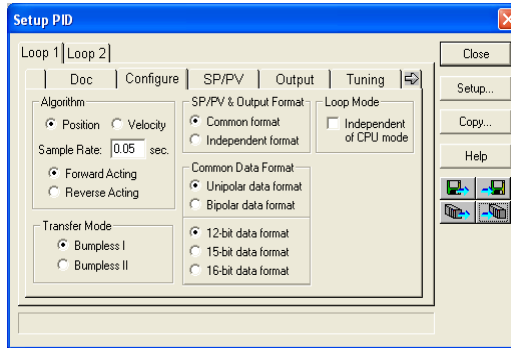 Setup PID
Loop 1 Loop 2
Doc Configure SP/PV Output Tuning
Algorithm
Position Velocity
Sample Rate: 0.05 sec.
Forward Acting
Reverse Acting
Transfer Mode
Bumpless I
Bumpless II
SP/PV & Output Format
Common format
Independent format
Common Data Format
Unipolar data format
Bipolar data format
12-bit data format
15-bit data format
16-bit data format
Loop Mode
Independent
of CPU mode
Close
Setup...
Copy...
Help